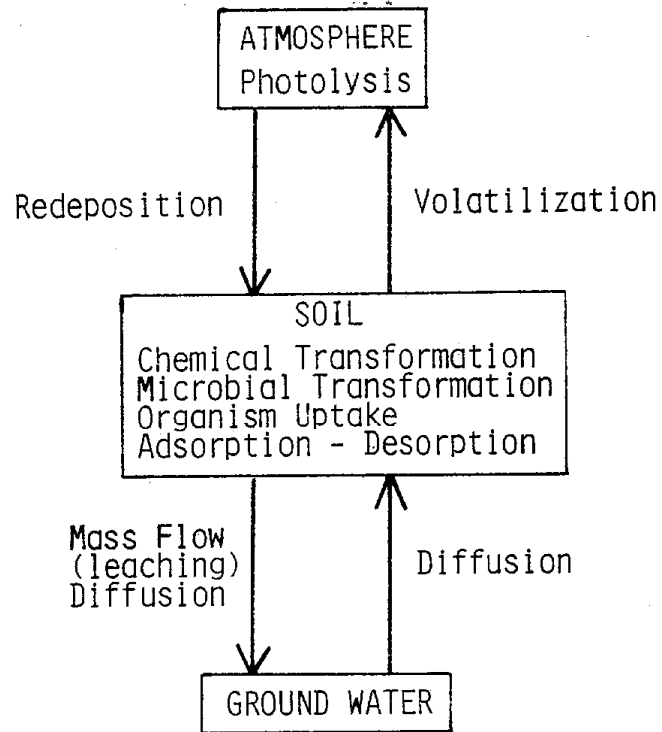 ATMOSPHERE
Photolysis
Redeposition
Volatilization
SOIL
Chemical Transformation
Microbial Transformation
Organism Uptake
Adsorption - Desorption
Mass Flow
(leaching)
Diffusion
Diffusion
GROUND WATER